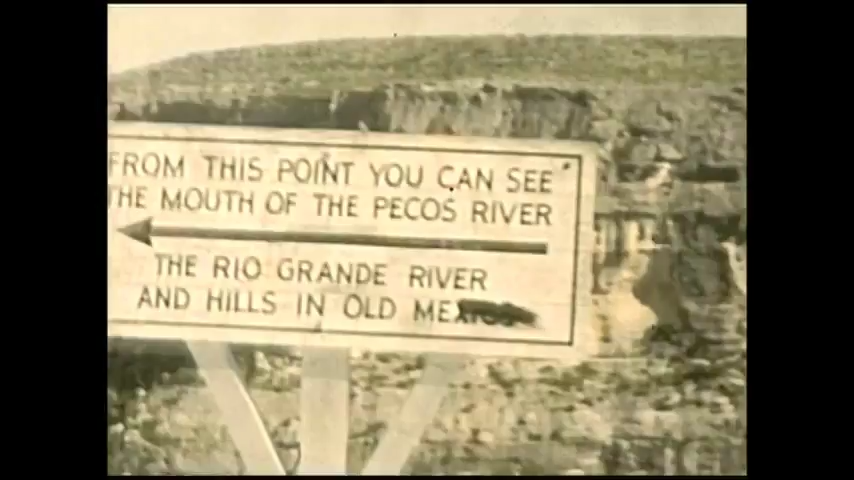 FROM THIS POINT YOU CAN SEE
THE MOUTH OF THE PECOS RIVER
THE RIO GRANDE RIVER
AND HILLS IN OLD MEXICO